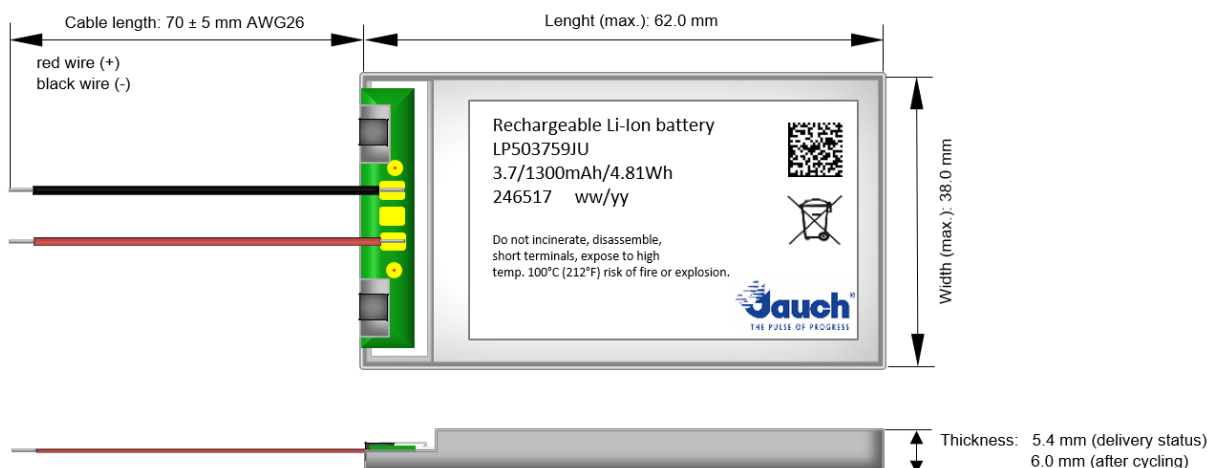 Cable length: 70 ± 5 mm AWG26
Lenght (max.): 62.0 mm
red wire (+)
black wire (-)
Rechargeable Li-Ion battery
LP503759JU
3.7/1300mAh/4.81Wh
246517 ww/yy
Do not incinerate, disassemble,
short terminals, expose to high
temp. 100°C (212°F) risk of fire or explosion.
Jauch®
THE PULSE OF PROGRESS
Width (max.): 38.0 mm
Thickness: 5.4 mm (delivery status)
6.0 mm (after cycling)